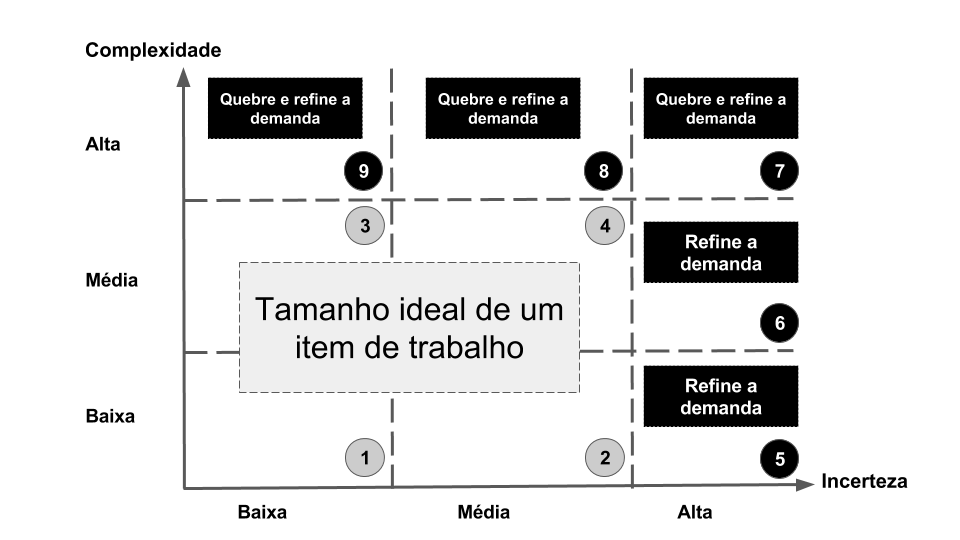 Complexidade
Quebre e refine a
demanda
Quebre e refine a
demanda
Quebre e refine a
demanda
Alta
9
8
7
3
4
Refine a
demanda
Média
Tamanho ideal de um
item de trabalho
6
Refine a
demanda
Baixa
1
2
5
Incerteza
Baixa
Média
Alta